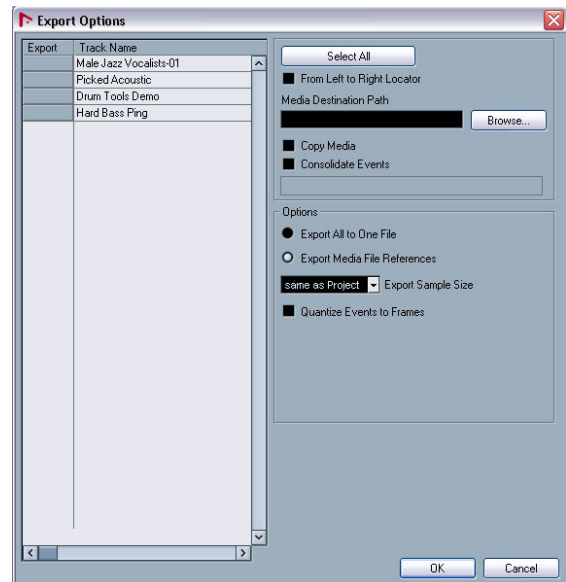 Export Options
Export Track Name
Male Jazz Vocalists-01
Picked Acoustic
Drum Tools Demo
Hard Bass Ping
Select All
From Left to Right Locator
Media Destination Path
Browse...
Copy Media
Consolidate Events
Options
Export All to One File
Export Media File References
same as Project Export Sample Size
Quantize Events to Frames
OK Cancel